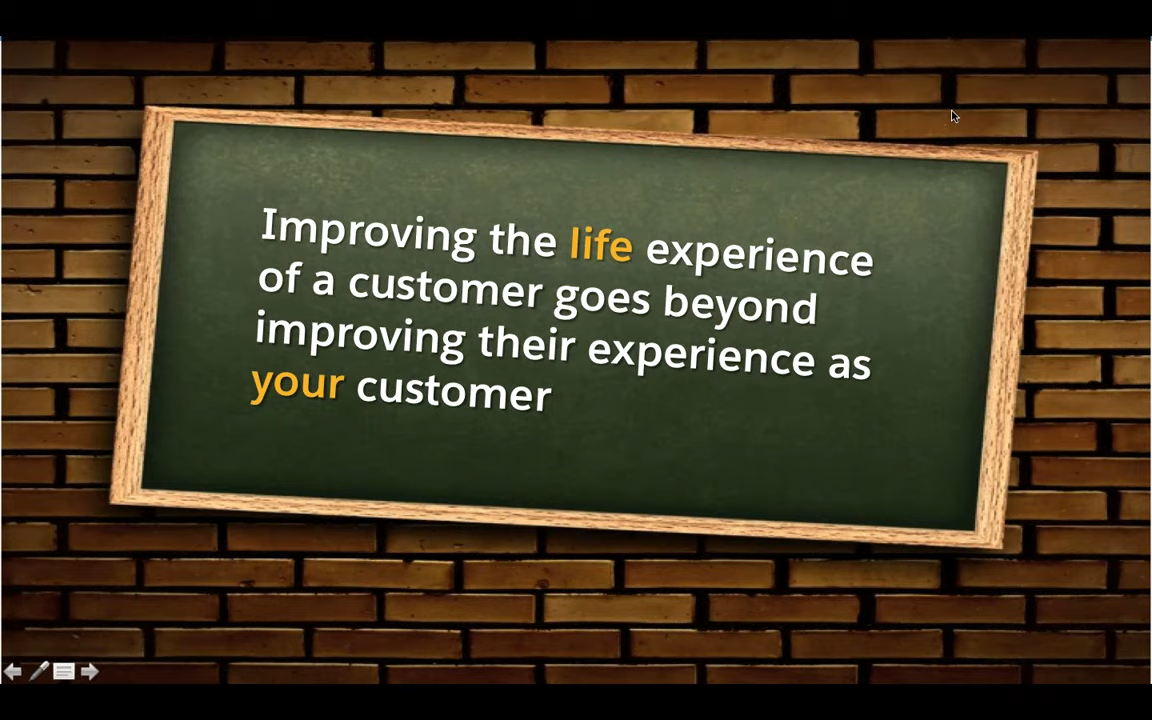 Improving the life experience
of a customer goes beyond
improving their experience as
your customer